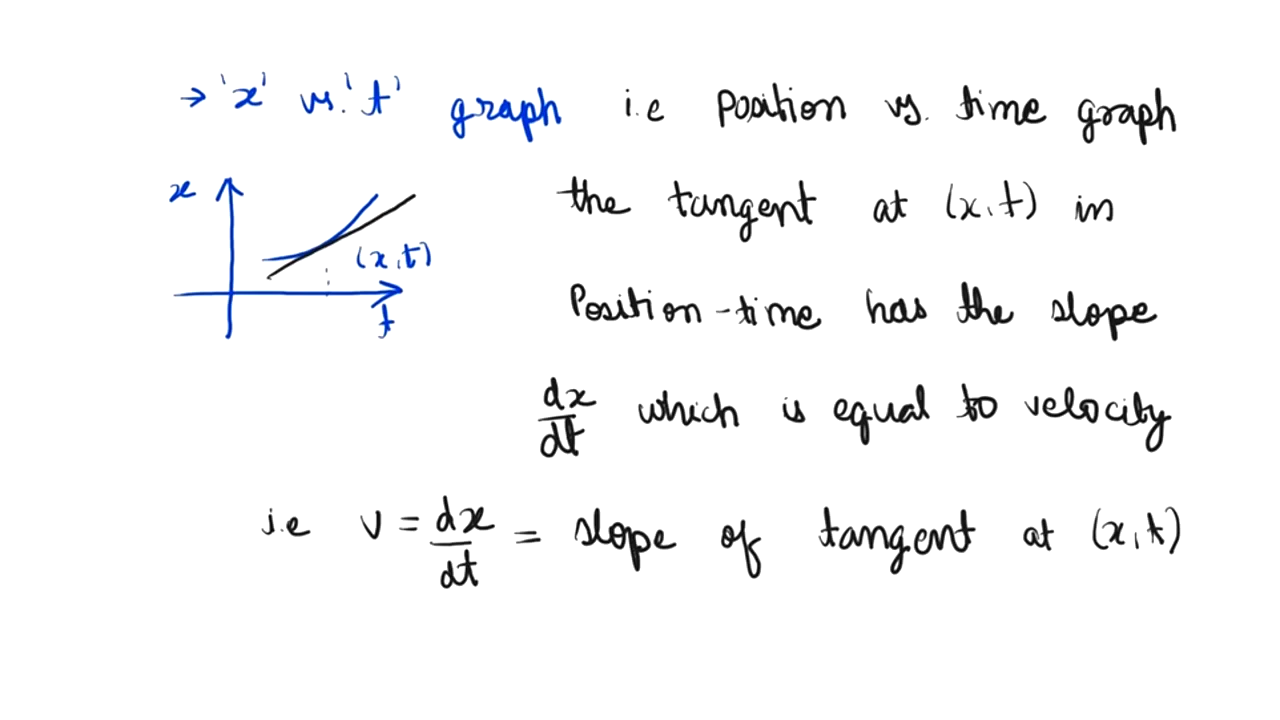 → 'x' vs. 't' graph i.e Position vs. time graph
x
(x,t)
t
the tangent at (x,t) in
Position-time has the slope
dx/dt which is equal to velocity
i.e v = dx/dt = slope of tangent at (x,t)